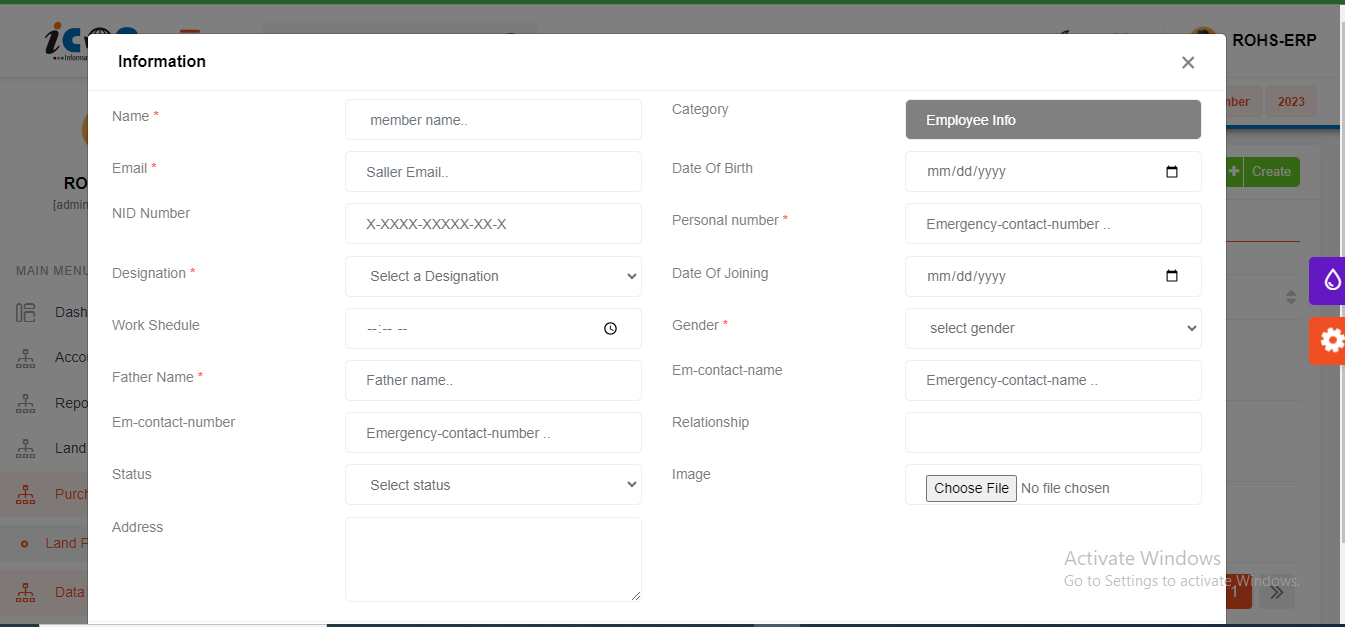 Information
ROHS-ERP
2023
Create
[admin
MAIN MENU
Dash
Accou
Repo
Land
Purch
Land P
Data
Name * member name..
Category Employee Info
Email * Saller Email..
Date Of Birth mm/dd/yyyy
NID Number X-XXXX-XXXXX-XX-X
Personal number * Emergency-contact-number ..
Designation * Select a Designation
Date Of Joining mm/dd/yyyy
Work Shedule --:-- --
Gender * select gender
Father Name * Father name..
Em-contact-name Emergency-contact-name ..
Em-contact-number Emergency-contact-number ..
Relationship
Status Select status
Image Choose File No file chosen
Address
Activate Windows
Go to Settings to activate Windows.
1